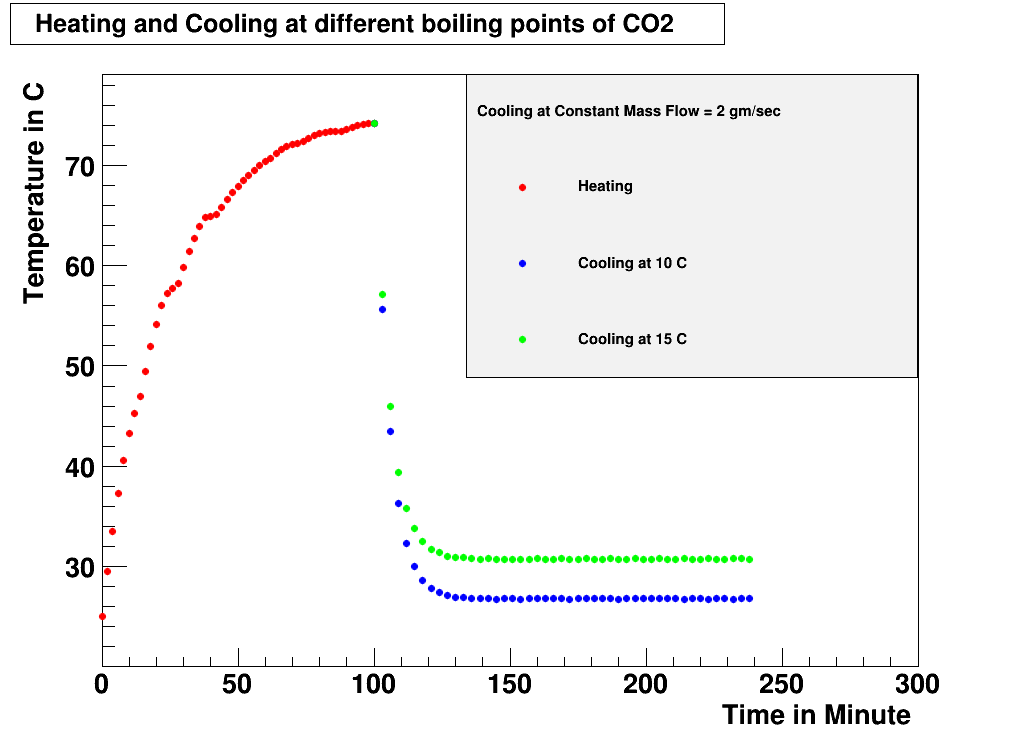 Heating and Cooling at different boiling points of CO2
Temperature in C
Cooling at Constant Mass Flow = 2 gm/sec
Heating
Cooling at 10 C
Cooling at 15 C
70
60
50
40
30
0 50 100 150 200 250 300
Time in Minute